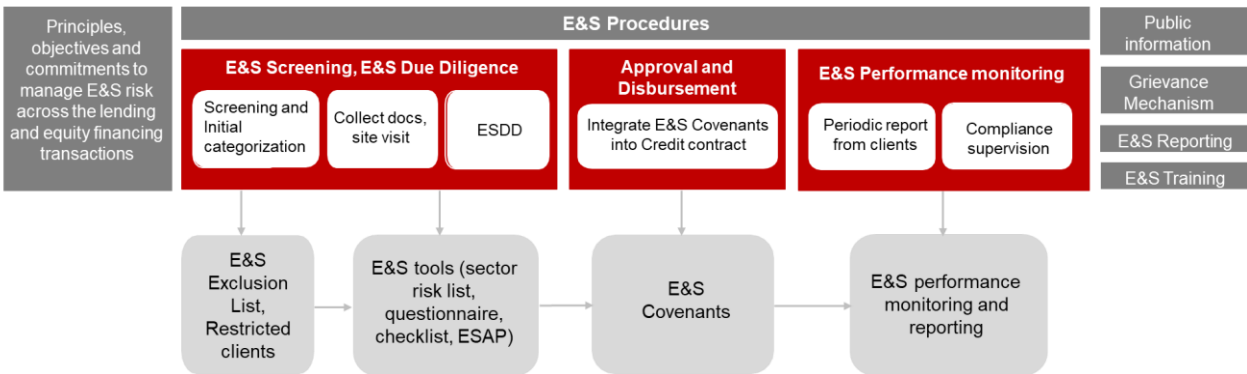 Principles,
objectives and
commitments to
manage E&S risk
across the lending
and equity financing
transactions
E&S Procedures
E&S Screening, E&S Due Diligence
Screening and
Initial
categorization
Collect docs,
site visit
ESDD
Approval and
Disbursement
Integrate E&S Covenants
into Credit contract
E&S Performance monitoring
Periodic report
from clients
Compliance
supervision
Public
information
Grievance
Mechanism
E&S Reporting
E&S Training
E&S
Exclusion
List,
Restricted
clients
E&S tools (sector
risk list,
questionnaire,
checklist, ESAP)
E&S
Covenants
E&S performance
monitoring and
reporting